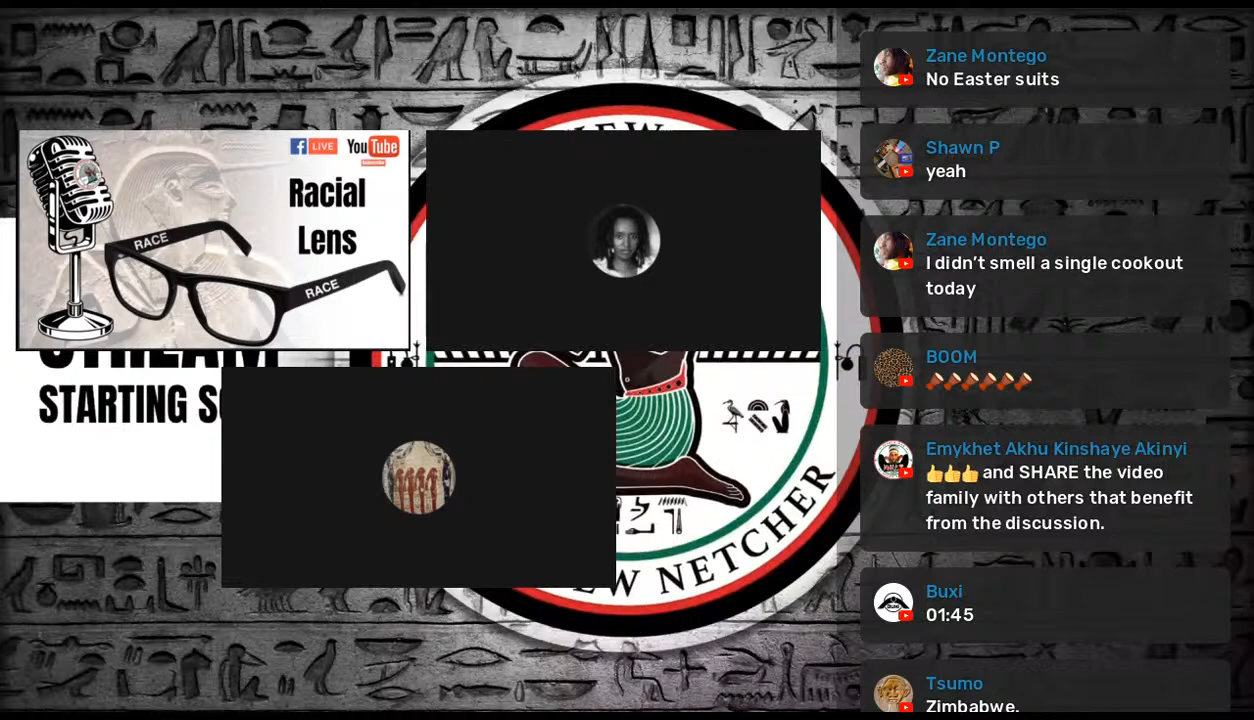 LIVE
YouTube
Racial
Lens
RACE
RACE
STREAM
STARTING
NEW NETCHER
Zane Montego
No Easter suits
Shawn P
yeah
Zane Montego
I didn’t smell a single cookout
today
BOOM
🪘🪘🪘🪘🪘🪘
Emykhet Akhu Kinshaye Akinyi
👍👍👍 and SHARE the video
family with others that benefit
from the discussion.
Buxi
01:45
Tsumo
Zimbabwe.